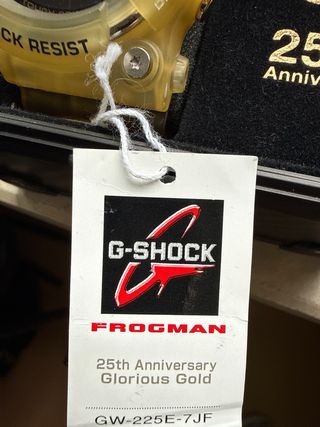 CK RESIST
25
Anniv
G-SHOCK
FROGMAN
25th Anniversary
Glorious Gold
GW-225E-7JF